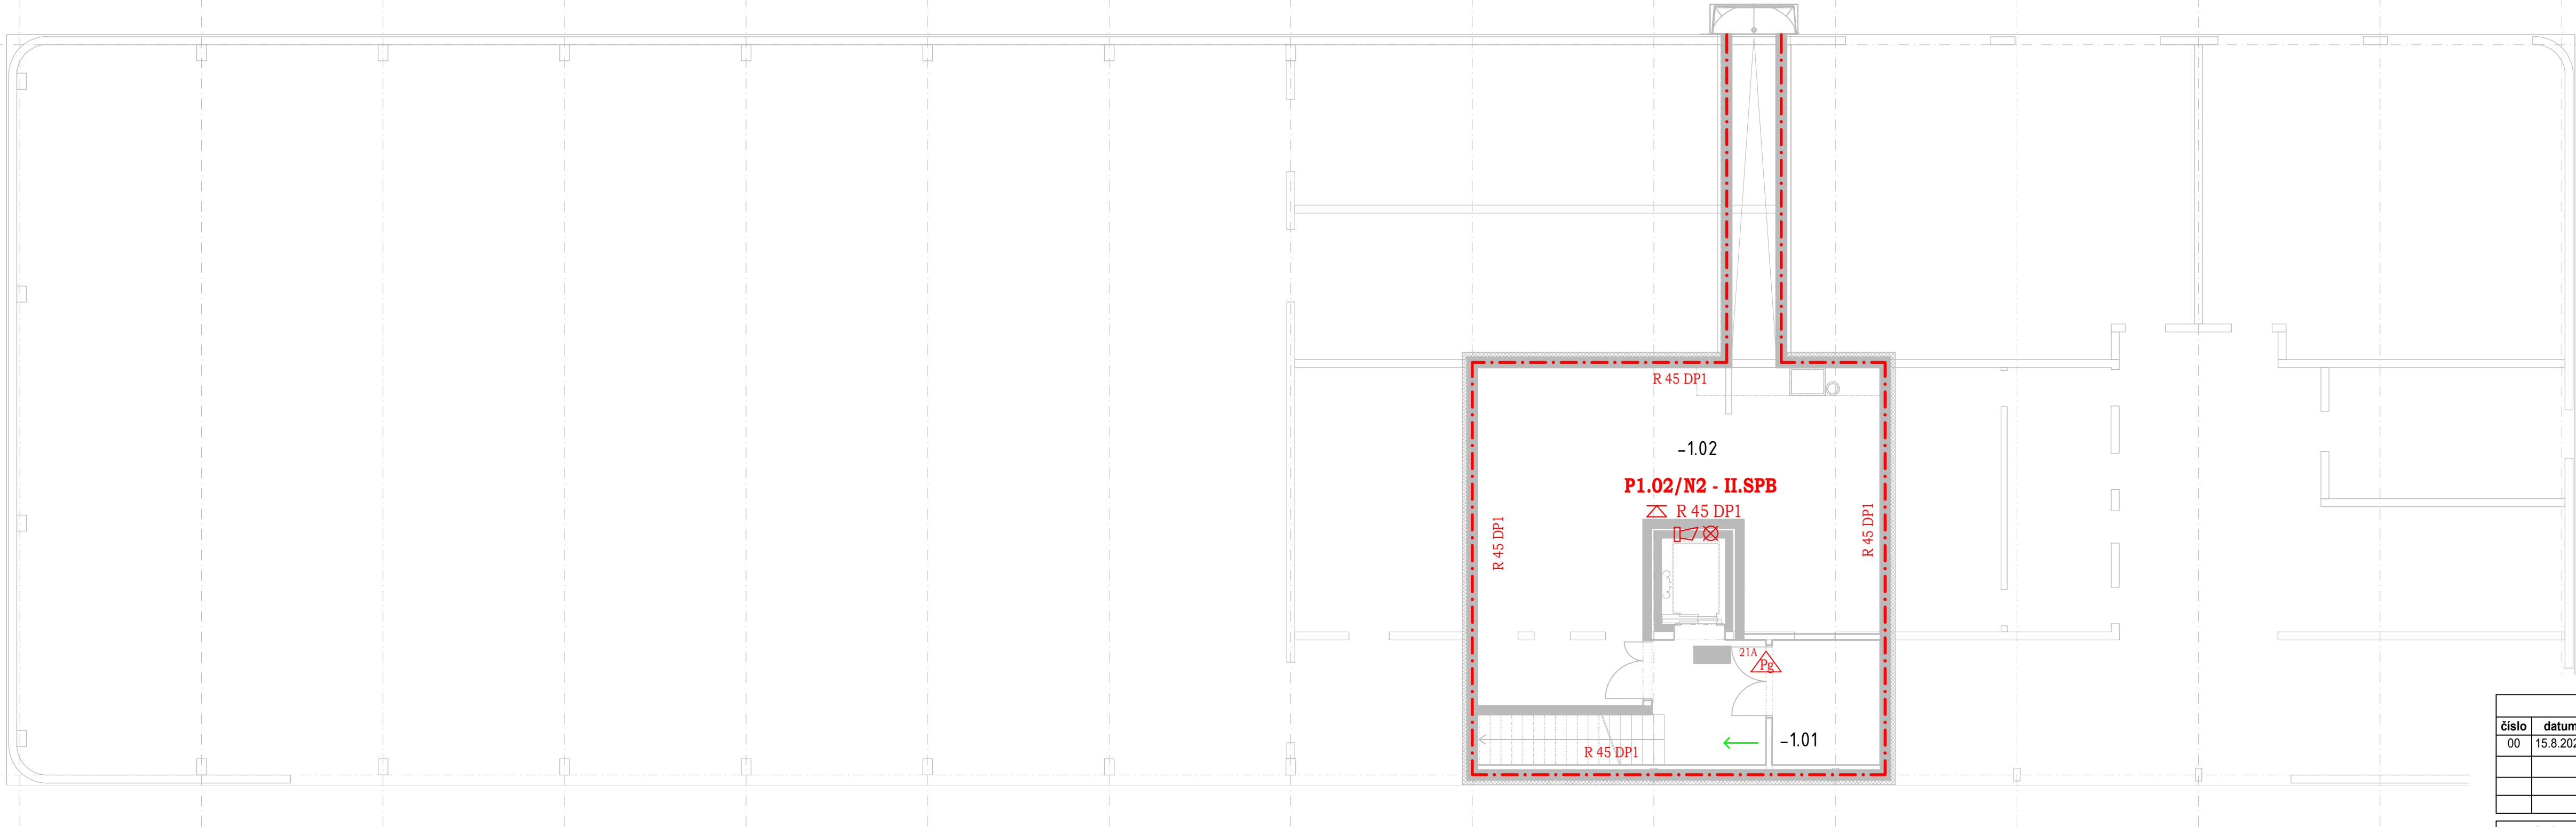 R 45 DP1
-1.02
P1.02/N2 - II.SPB
R 45 DP1
R 45 DP1
R 45 DP1
21A
Pg
-1.01
R 45 DP1
číslo datum
00 15.8.202